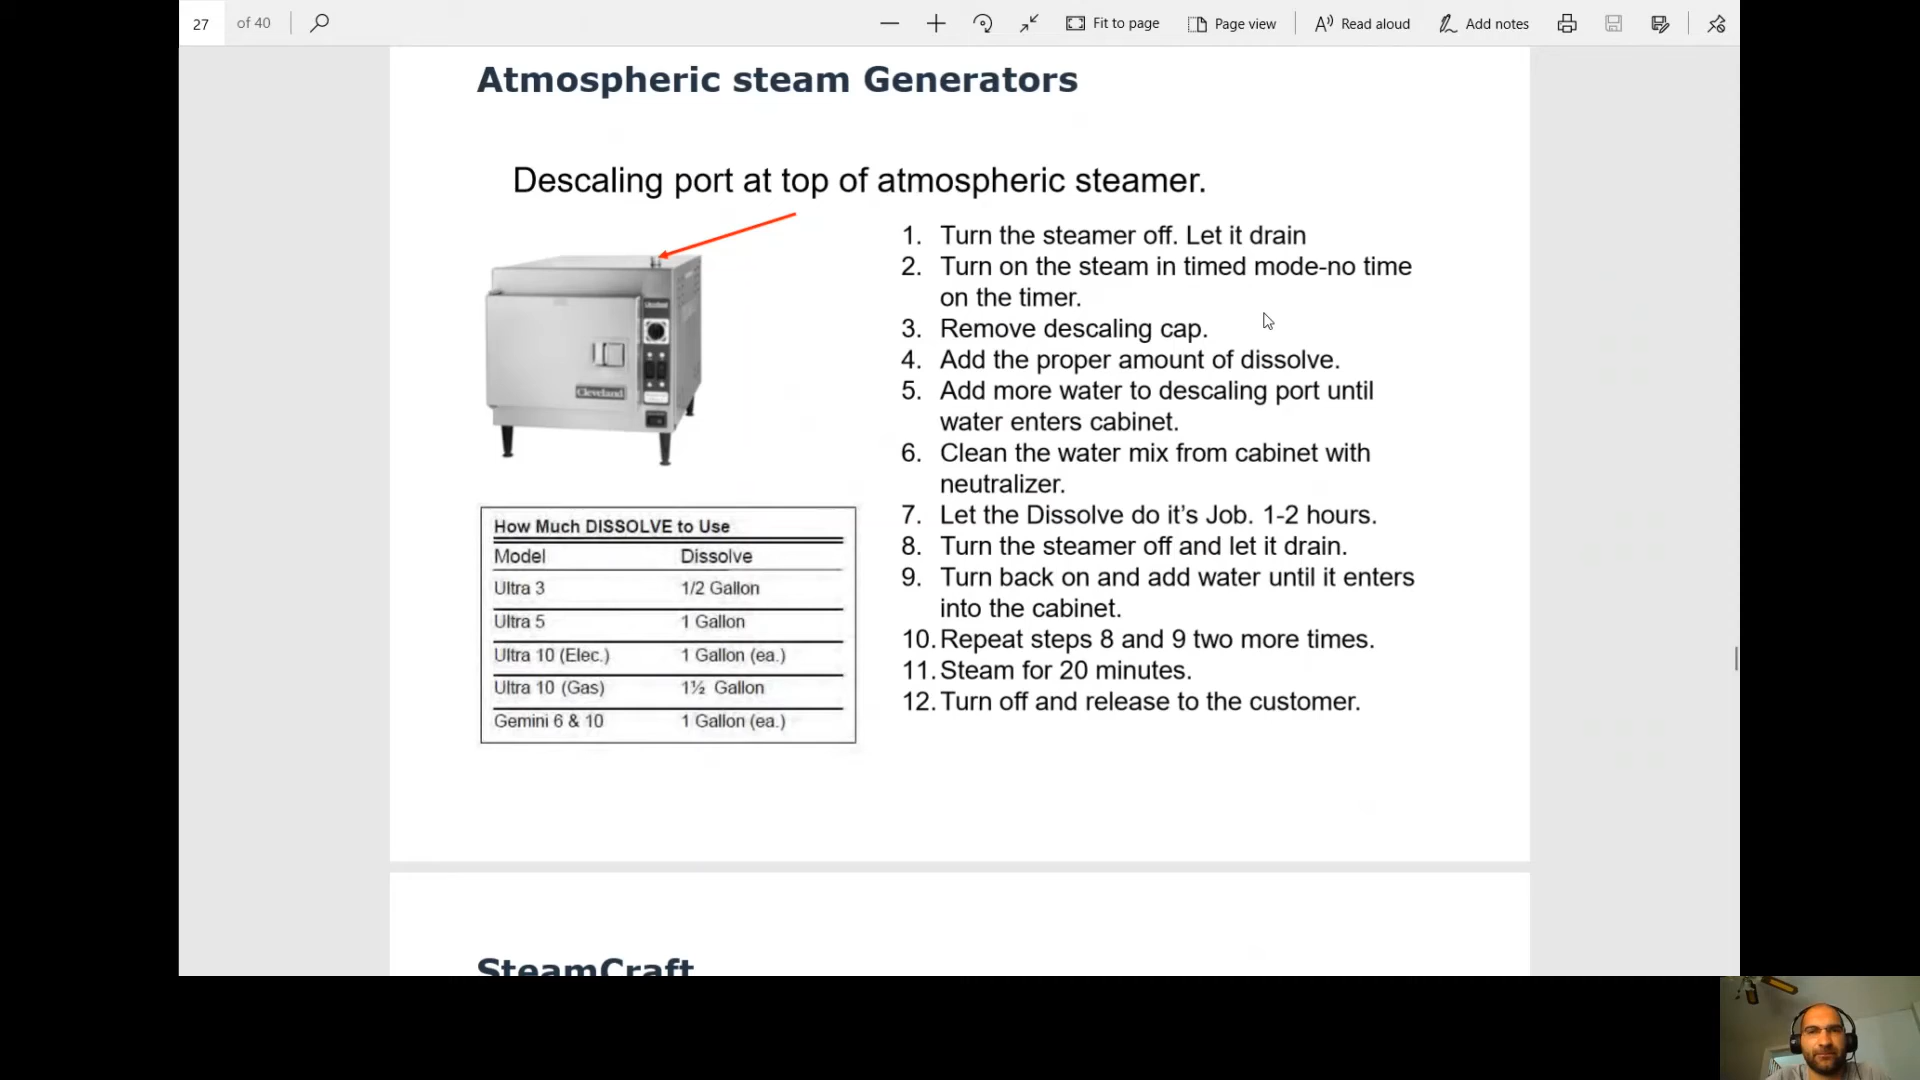 27 of 40 Fit to page Page view Read aloud Add notes
Atmospheric steam Generators
Descaling port at top of atmospheric steamer.
Cleveland
1. Turn the steamer off. Let it drain
2. Turn on the steam in timed mode-no time
on the timer.
3. Remove descaling cap.
4. Add the proper amount of dissolve.
5. Add more water to descaling port until
water enters cabinet.
6. Clean the water mix from cabinet with
neutralizer.
7. Let the Dissolve do it's Job. 1-2 hours.
8. Turn the steamer off and let it drain.
9. Turn back on and add water until it enters
into the cabinet.
10. Repeat steps 8 and 9 two more times.
11. Steam for 20 minutes.
12. Turn off and release to the customer.
How Much DISSOLVE to Use
Model Dissolve
Ultra 3 1/2 Gallon
Ultra 5 1 Gallon
Ultra 10 (Elec.) 1 Gallon (ea.)
Ultra 10 (Gas) 1½ Gallon
Gemini 6 & 10 1 Gallon (ea.)
SteamCraft